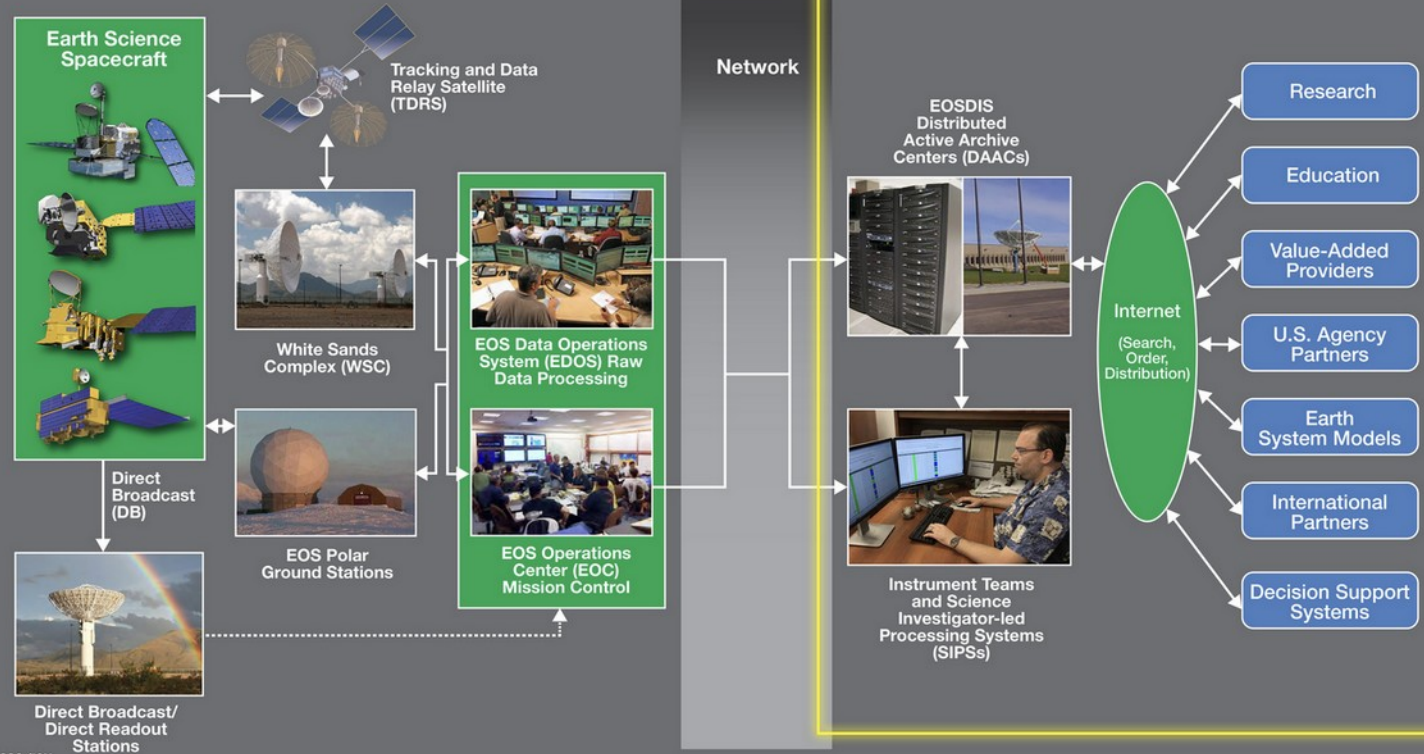 Earth Science
Spacecraft
Tracking and Data
Relay Satellite
(TDRS)
White Sands
Complex (WSC)
EOS Data Operations
System (EDOS) Raw
Data Processing
Direct
Broadcast
(DB)
EOS Polar
Ground Stations
EOS Operations
Center (EOC)
Mission Control
Direct Broadcast/
Direct Readout
Stations
Network
EOSDIS
Distributed
Active Archive
Centers (DAACs)
Instrument Teams
and Science
Investigator-led
Processing Systems
(SIPSs)
Internet
(Search,
Order,
Distribution)
Research
Education
Value-Added
Providers
U.S. Agency
Partners
Earth
System Models
International
Partners
Decision Support
Systems